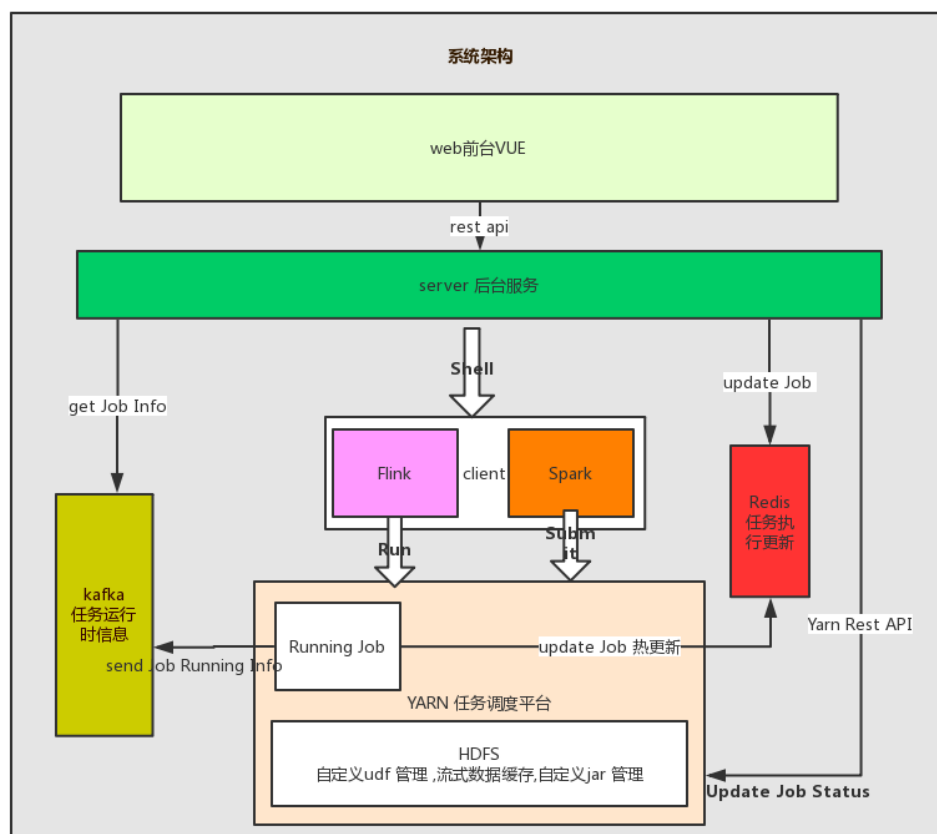 系统架构
web前台VUE
rest api
server 后台服务
Shell
update Job
get Job Info
Flink
client
Spark
Redis
任务执
行更新
Run
Subm
it
kafka
任务运行
时信息
Yarn Rest API
Running Job
update Job 热更新
send Job Running Info
YARN 任务调度平台
HDFS
自定义udf 管理 ,流式数据缓存,自定义jar 管理
Update Job Status